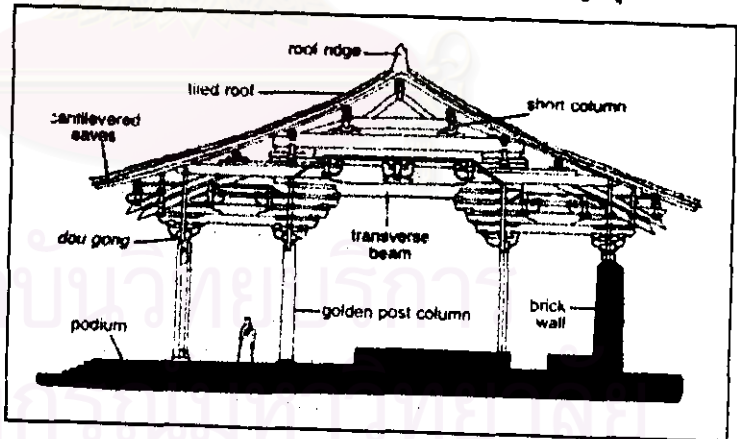 roof ridge
tiled roof
short column
cantilevered
eaves
dou gong
transverse
beam
golden post column
brick
wall
podium